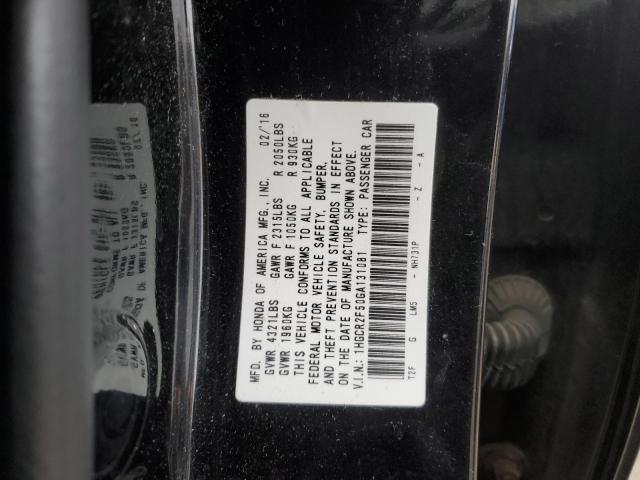 MFD. BY HONDA OF AMERICA MFG., INC. 02/'16
GVWR 4321LBS GAWR F 2315LBS R 2050LBS
GVWR 1960KG GAWR F 1050KG R 930KG
THIS VEHICLE CONFORMS TO ALL APPLICABLE
FEDERAL MOTOR VEHICLE SAFETY, BUMPER,
AND THEFT PREVENTION STANDARDS IN EFFECT
ON THE DATE OF MANUFACTURE SHOWN ABOVE.
V.I.N.: 1HGCR2F50GA131081 TYPE: PASSENGER CAR
T2F G LM5 - NH731P - Z - A